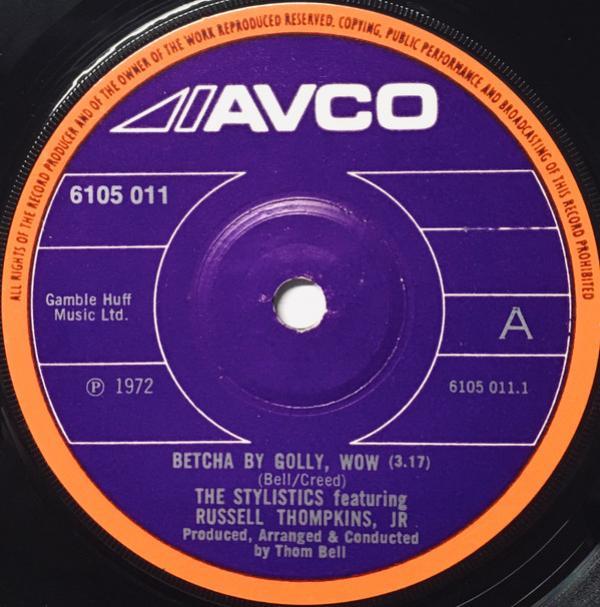 ALL RIGHTS OF THE RECORD PRODUCER AND OF THE OWNER OF THE WORK REPRODUCED RESERVED. COPYING, PUBLIC PERFORMANCE AND BROADCASTING OF THIS RECORD PROHIBITED
AVCO
6105 011
Gamble Huff
Music Ltd.
A
℗ 1972
6105 011.1
BETCHA BY GOLLY, WOW (3.17)
(Bell/Creed)
THE STYLISTICS featuring
RUSSELL THOMPKINS, JR
Produced, Arranged & Conducted
by Thom Bell